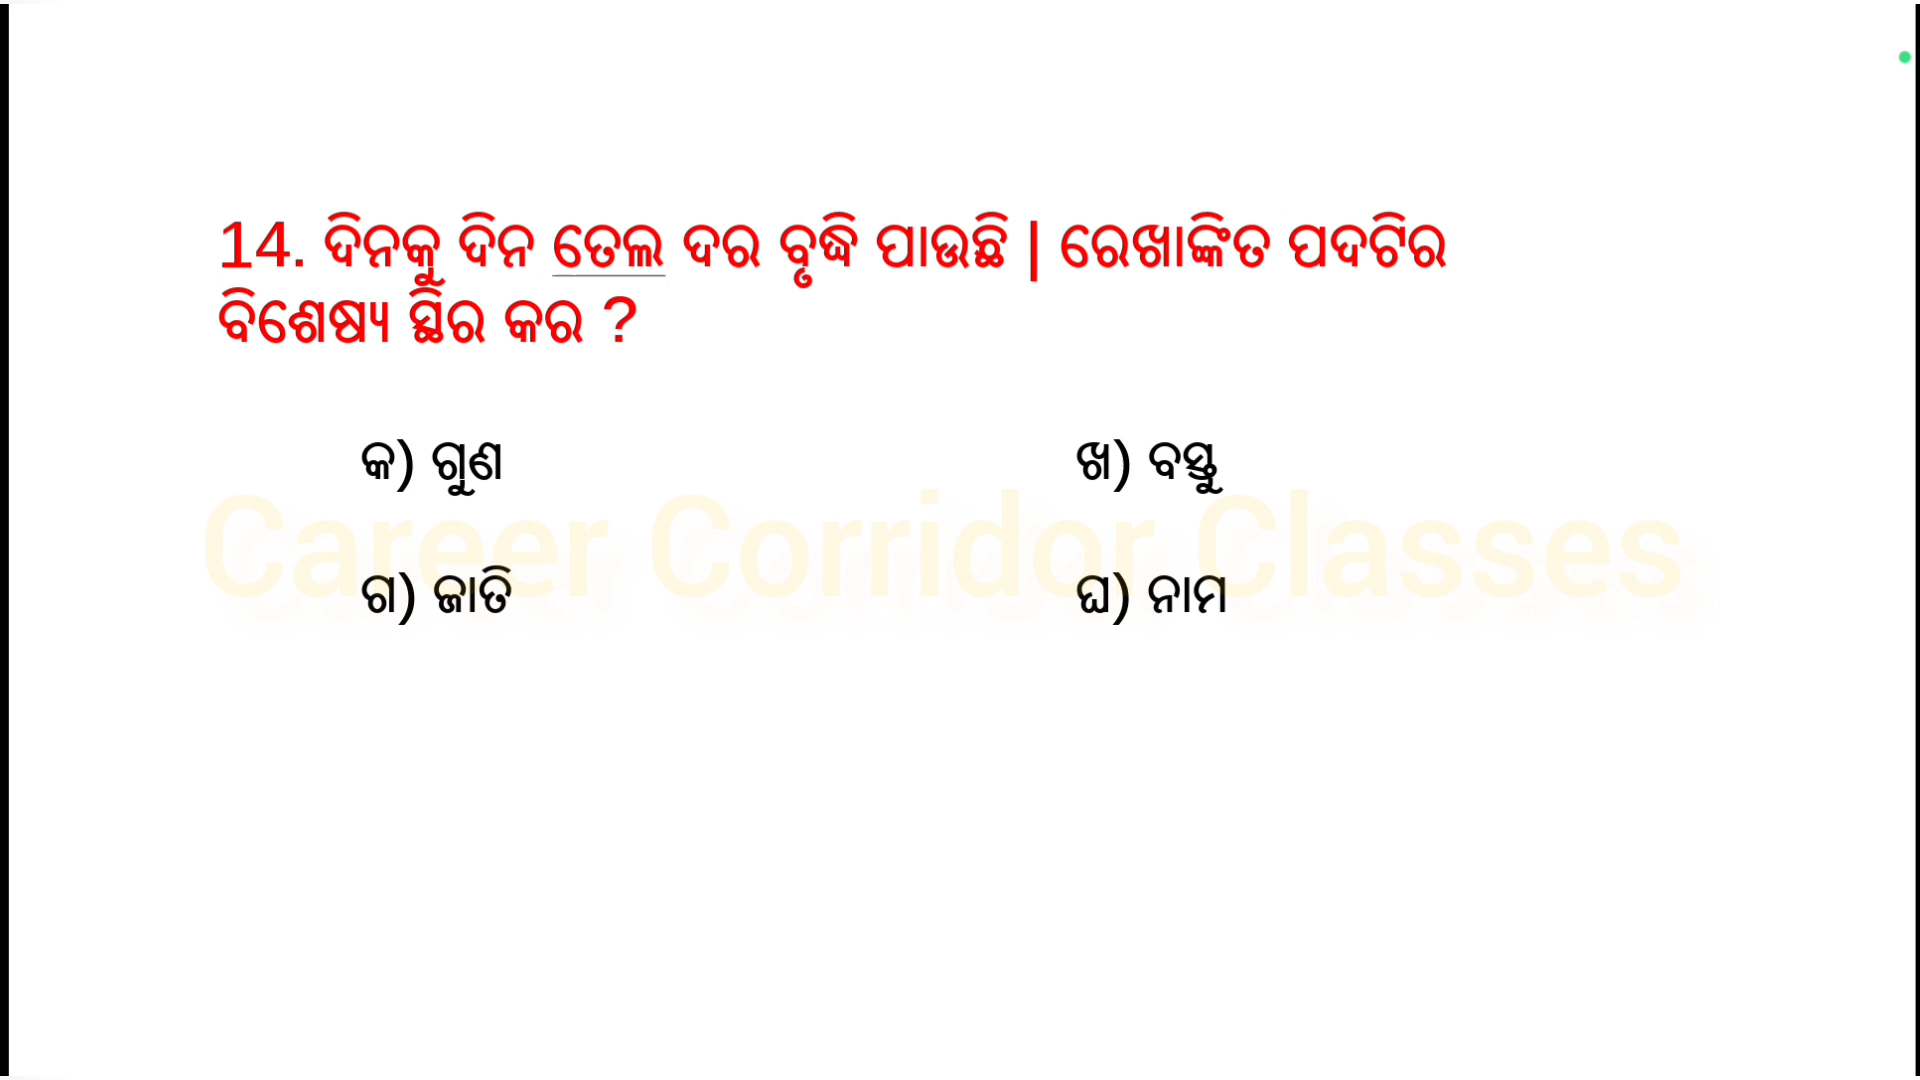 14. ଦିନକୁ ଦିନ ତେଲ ଦର ବୃଦ୍ଧି ପାଉଛି | ରେଖାଙ୍କିତ ପଦଟିର
ବିଶେଷ୍ୟ ସ୍ଥିର କର ?
କ) ଗୁଣ ଖ) ବସ୍ତୁ
Career Corridor Classes
ଗ) ଜାତି ଘ) ନାମ